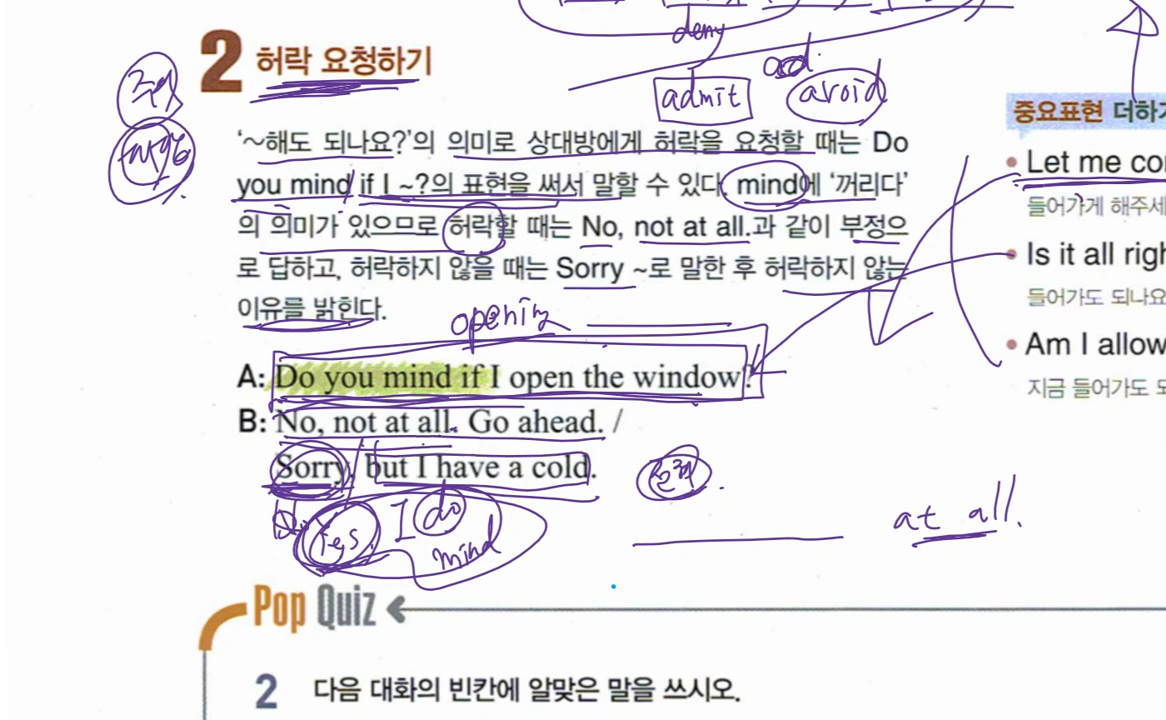 deny
2 허락 요청하기
admit
avoid
'~해도 되나요?'의 의미로 상대방에게 허락을 요청할 때는 Do
you mind if I ~?의 표현을 써서 말할 수 있다. mind에 '꺼리다'
의 의미가 있으므로 허락할 때는 No, not at all.과 같이 부정으
로 답하고, 허락하지 않을 때는 Sorry ~로 말한 후 허락하지 않는
이유를 밝힌다.
opening
A: Do you mind if I open the window?
B: No, not at all. Go ahead. /
Sorry, but I have a cold.
Yes I do
mind
at all.
중요표현 더하
• Let me co
들어가게 해주세
• Is it all rig
들어가도 되나요
• Am I allow
지금 들어가도 되
Pop Quiz
2 다음 대화의 빈칸에 알맞은 말을 쓰시오.